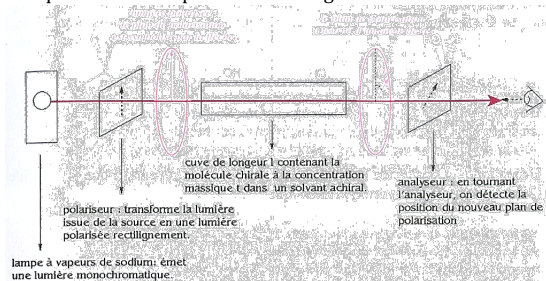 cuve de longeur l contenant la
molécule chirale à la concentration
massique t dans un solvant achiral.
analyseur : en tournant
l'analyseur, on détecte la
position du nouveau plan de
polarisation
polariseur : transforme la lumière
issue de la source en une lumière
polarisée rectilignement.
lampe à vapeurs de sodium: émet
une lumière monochromatique.